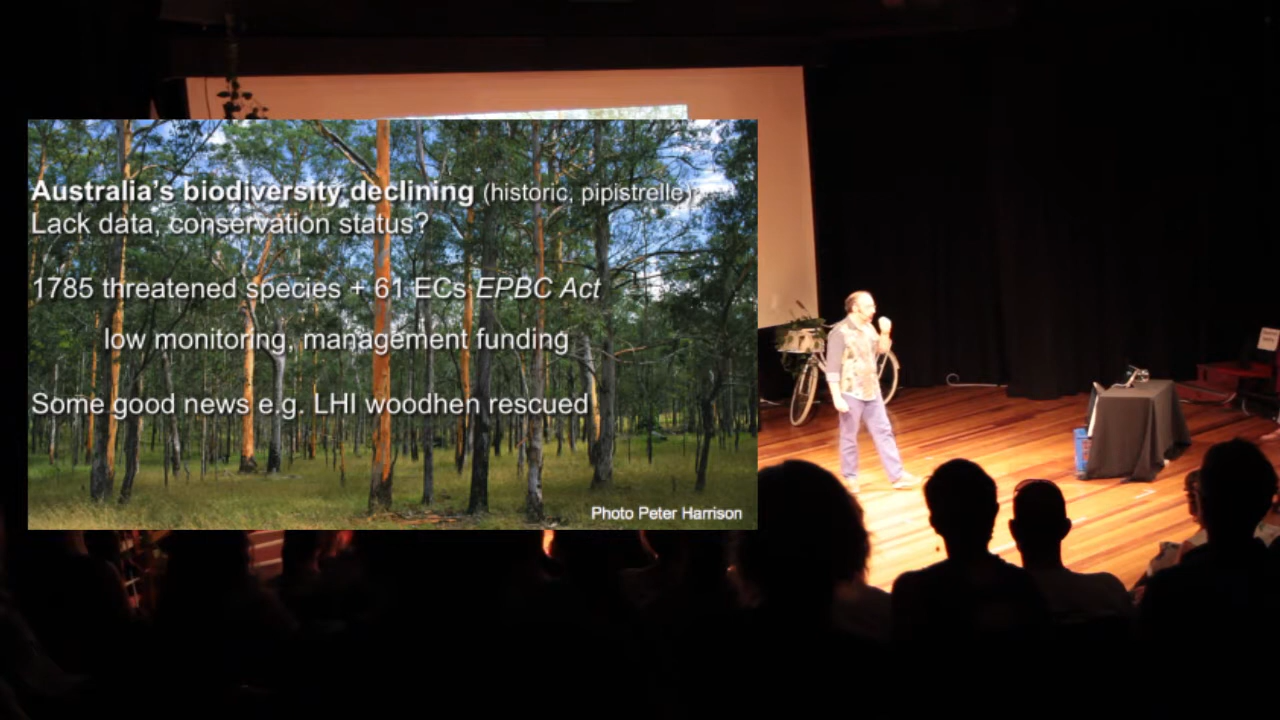 Australia's biodiversity declining (historic, pipistrelle)
Lack data, conservation status?
1785 threatened species + 61 ECs EPBC Act
low monitoring, management funding
Some good news e.g. LHI woodhen rescued
Photo Peter Harrison